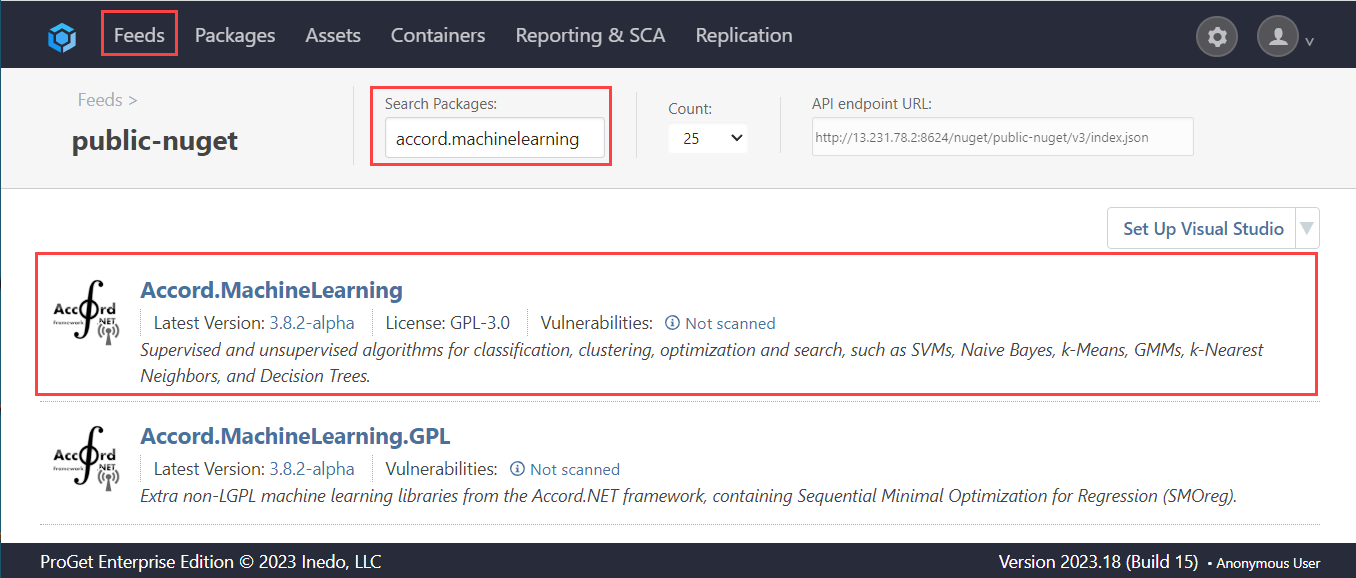 Feeds Packages Assets Containers Reporting & SCA Replication
Feeds >
public-nuget
Search Packages:
accord.machinelearning
Count:
25
API endpoint URL:
http://13.231.78.2:8624/nuget/public-nuget/v3/index.json
Set Up Visual Studio
Accord
Framework
.NET
Accord.MachineLearning
Latest Version: 3.8.2-alpha License: GPL-3.0 Vulnerabilities: Not scanned
Supervised and unsupervised algorithms for classification, clustering, optimization and search, such as SVMs, Naive Bayes, k-Means, GMMs, k-Nearest
Neighbors, and Decision Trees.
Accord
Framework
.NET
Accord.MachineLearning.GPL
Latest Version: 3.8.2-alpha Vulnerabilities: Not scanned
Extra non-LGPL machine learning libraries from the Accord.NET framework, containing Sequential Minimal Optimization for Regression (SMOreg).
ProGet Enterprise Edition © 2023 Inedo, LLC
Version 2023.18 (Build 15) • Anonymous User